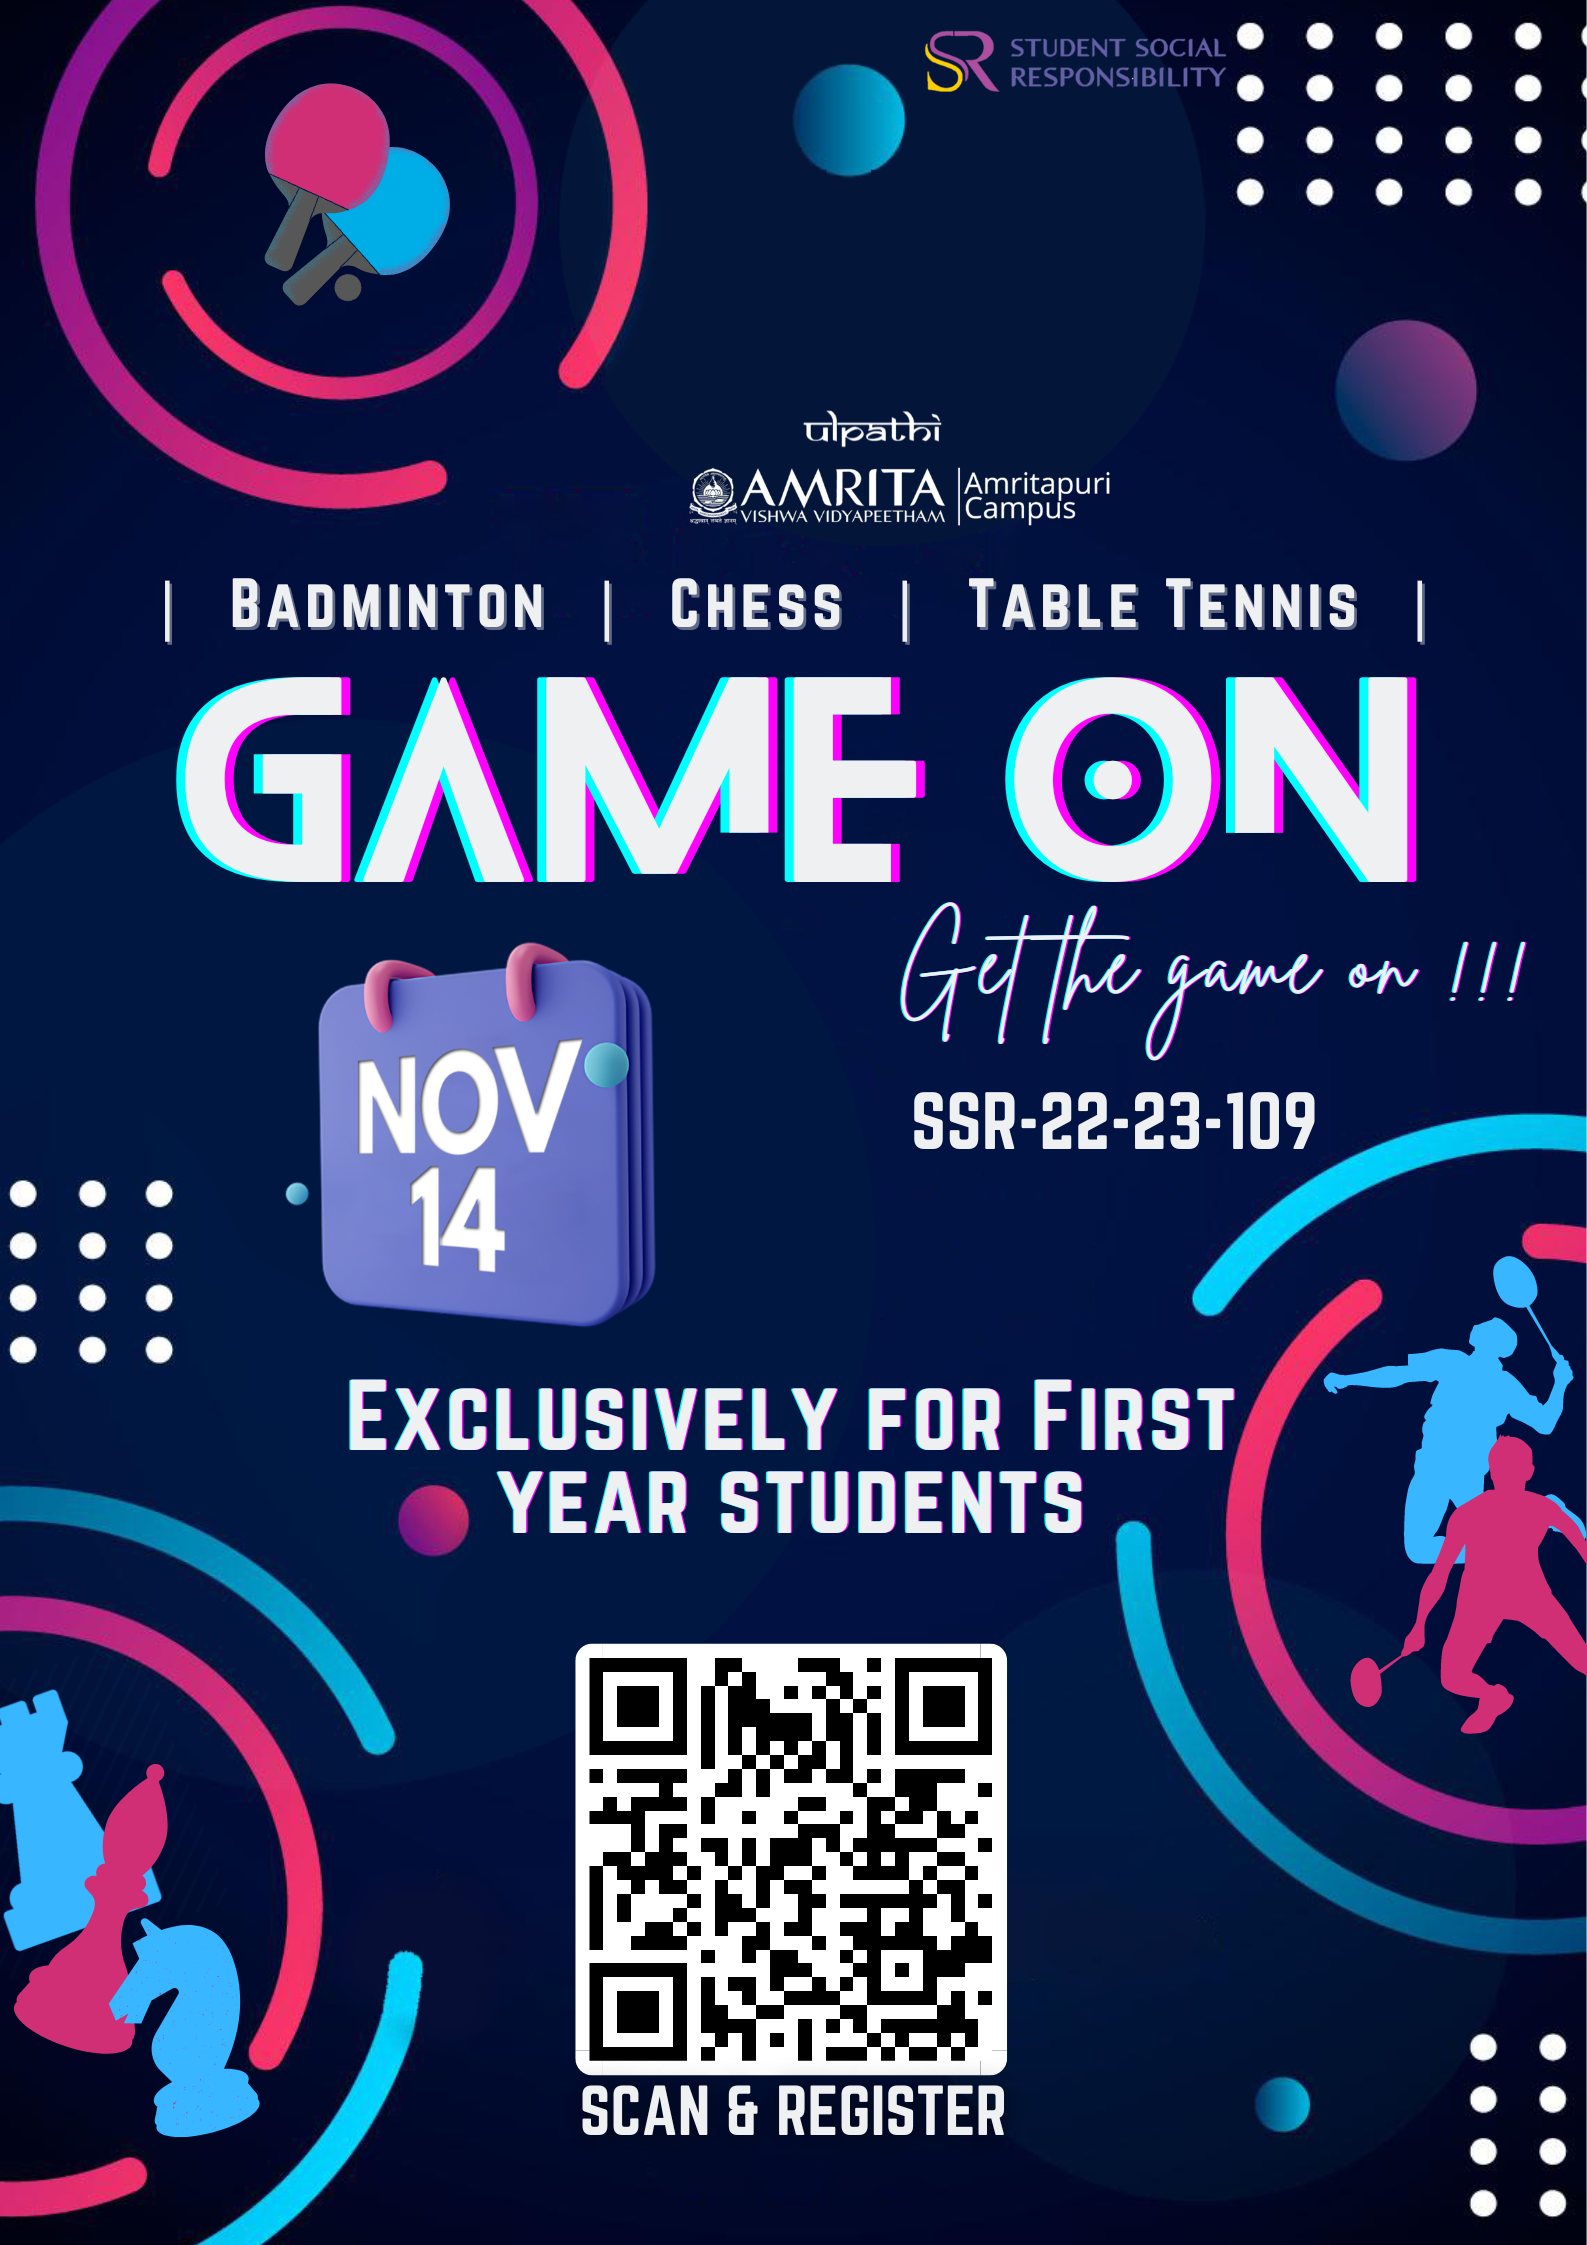 STUDENT SOCIAL
RESPONSIBILITY
ulpathi
AMRITA
VISHWA VIDYAPEETHAM
Amritapuri
Campus
| BADMINTON | CHESS | TABLE TENNIS |
GAME ON
Get the game on !!!
NOV
14
SSR-22-23-109
EXCLUSIVELY FOR FIRST
YEAR STUDENTS
SCAN & REGISTER